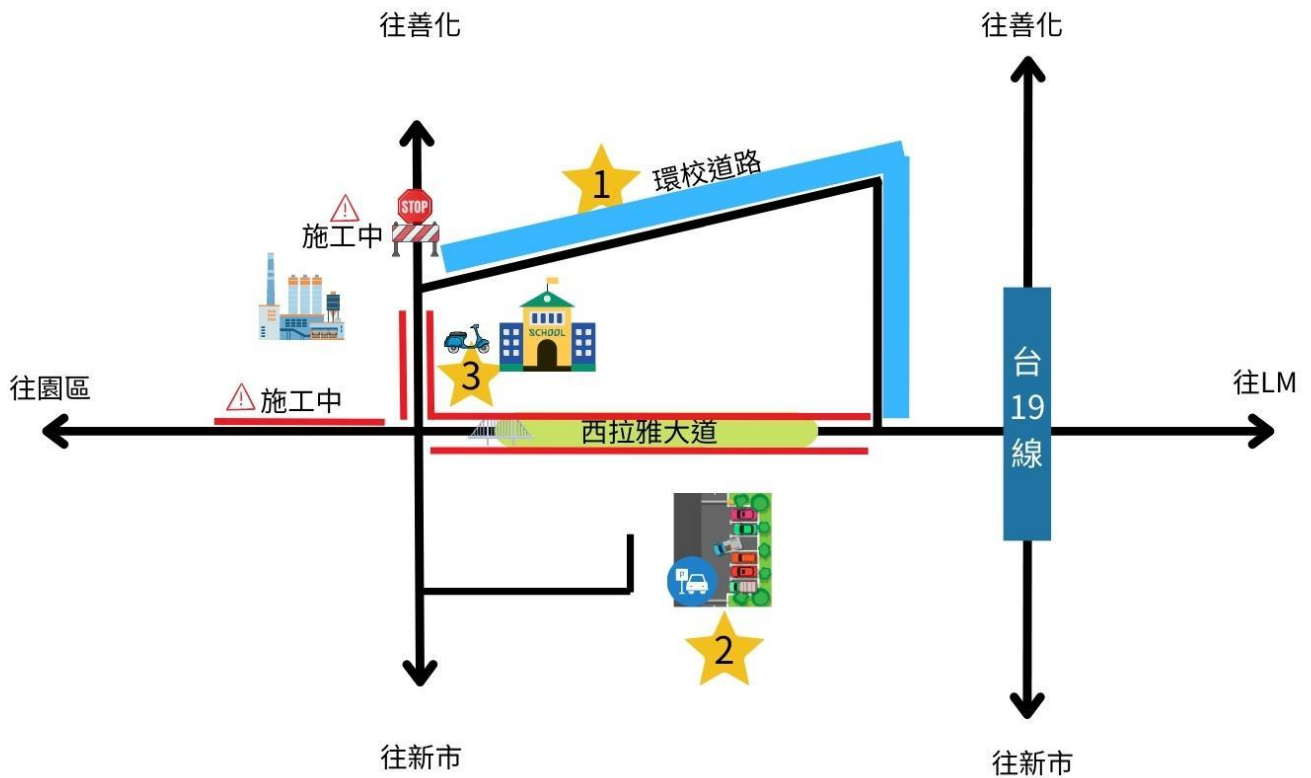 往善化
往善化
1
環校道路
STOP
施工中
SCHOOL
3
往園區
施工中
西拉雅大道
台
19
線
往LM
P
2
往新市
往新市